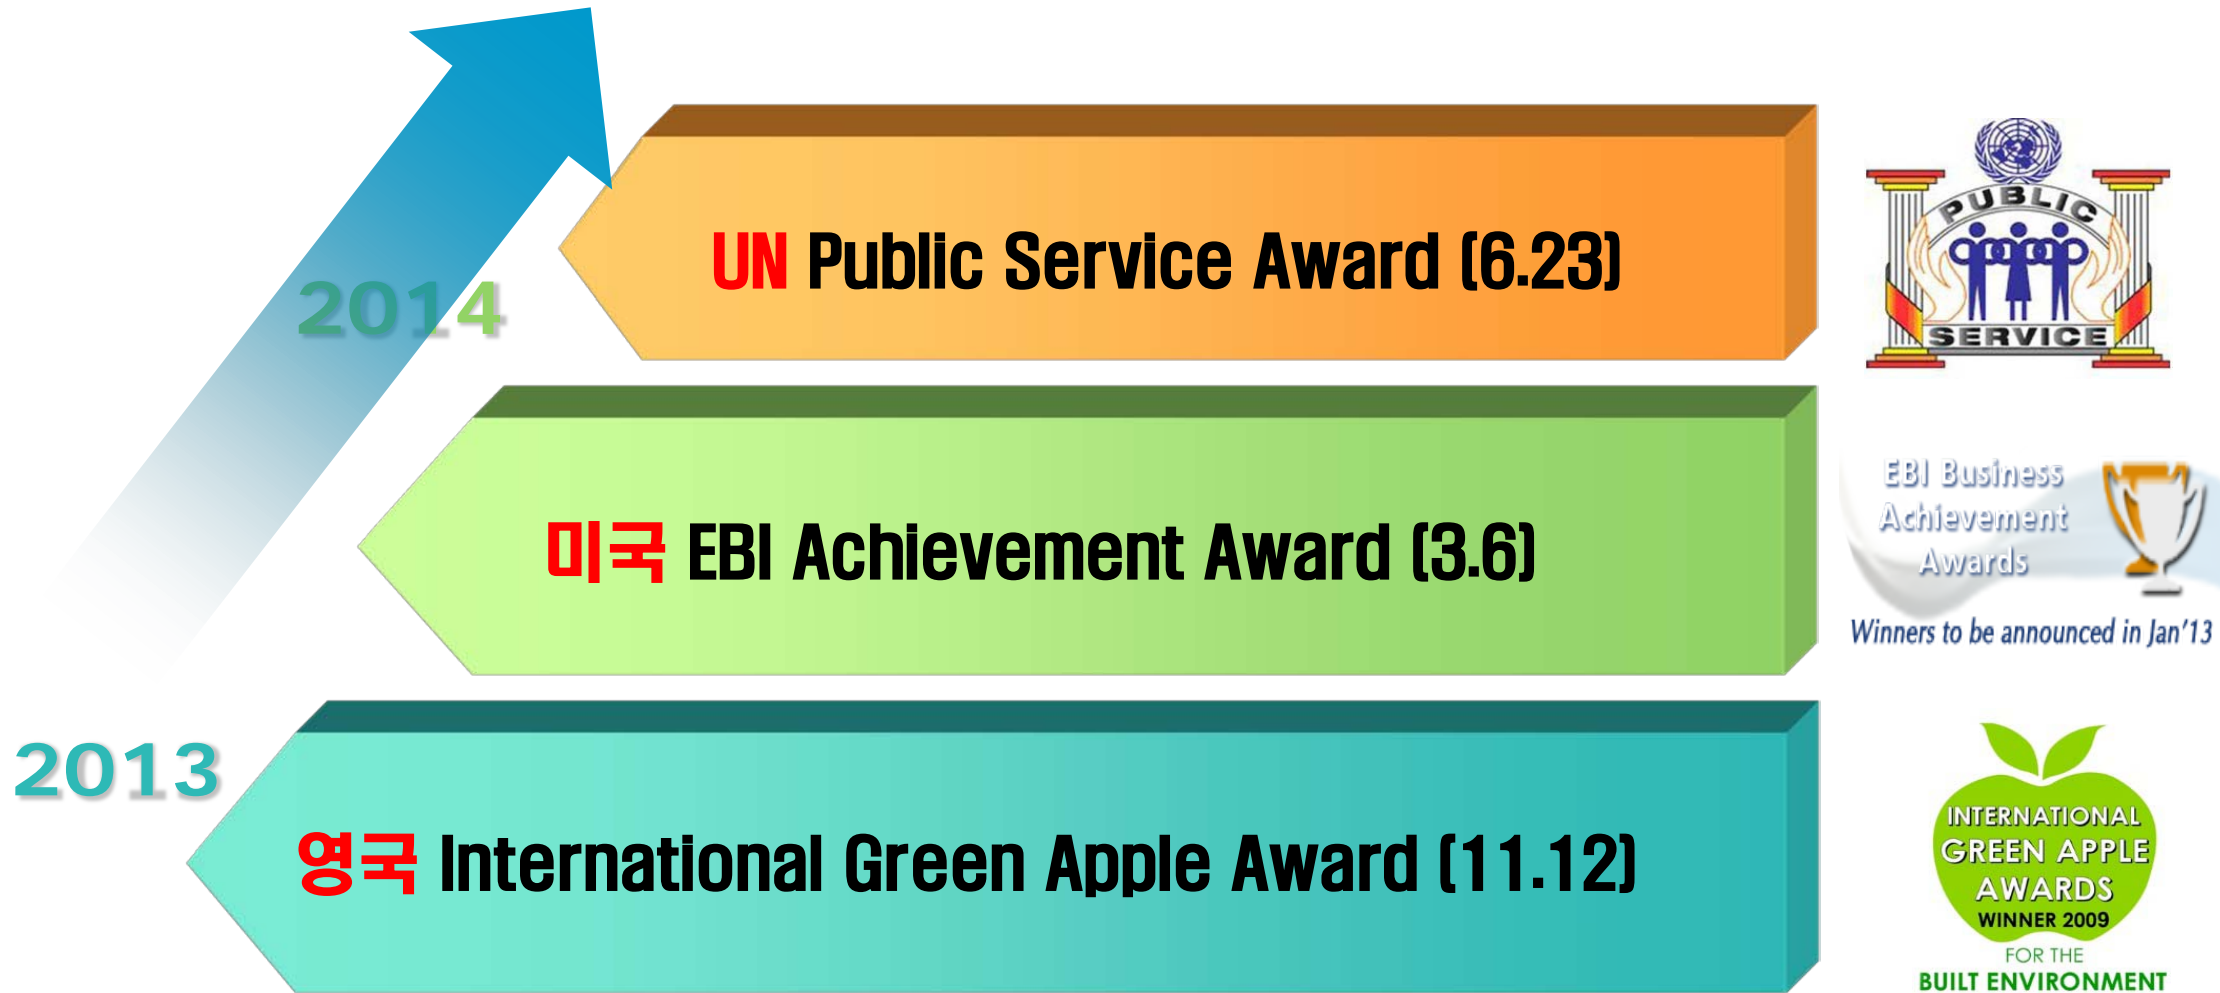 2014
UN Public Service Award (6.23)
PUBLIC
SERVICE
미국 EBI Achievement Award (3.6)
EBI Business
Achievement
Awards
Winners to be announced in Jan'13
2013
영국 International Green Apple Award (11.12)
INTERNATIONAL
GREEN APPLE
AWARDS
WINNER 2009
FOR THE
BUILT ENVIRONMENT